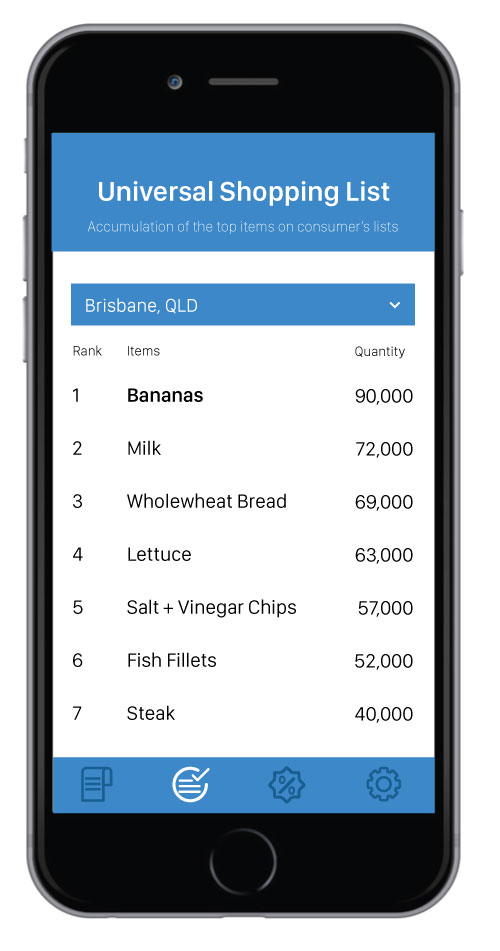 Universal Shopping List
Accumulation of the top items on consumer's lists
Brisbane, QLD
Rank Items Quantity
1 Bananas 90,000
2 Milk 72,000
3 Wholewheat Bread 69,000
4 Lettuce 63,000
5 Salt + Vinegar Chips 57,000
6 Fish Fillets 52,000
7 Steak 40,000